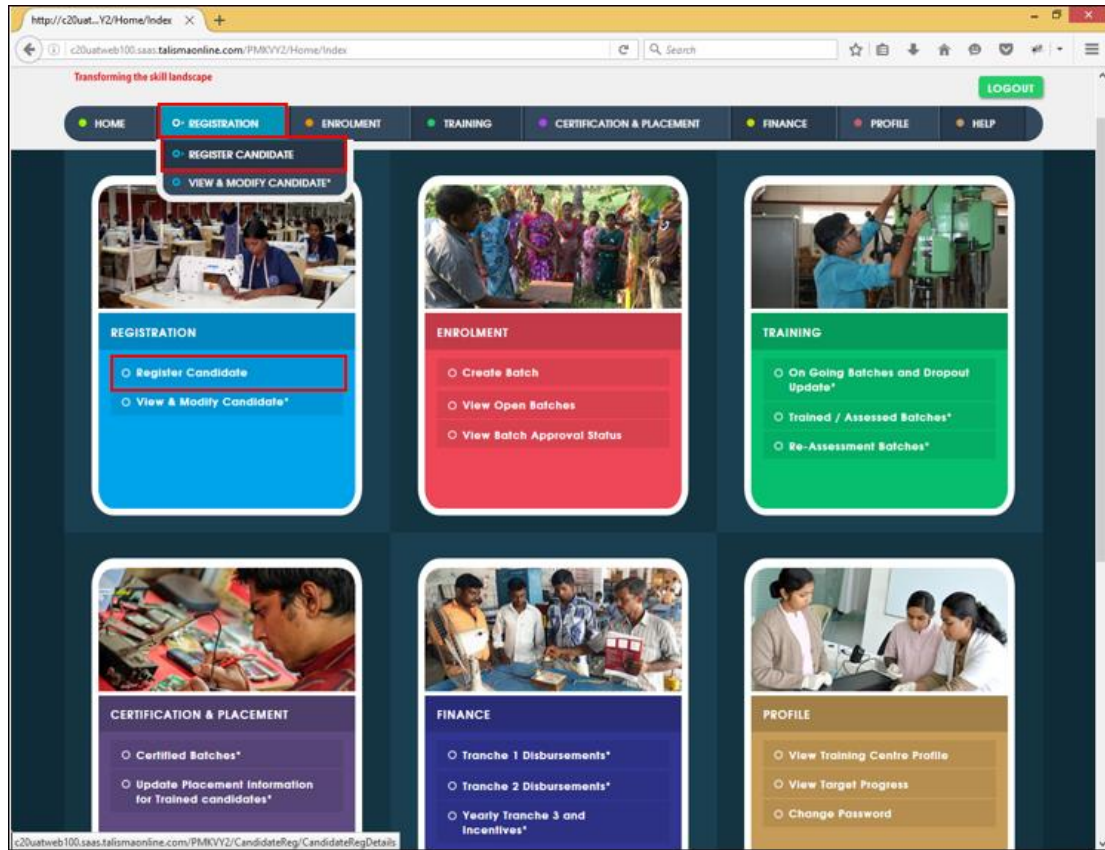 http://c20uat...Y2/Home/Index
c20uatweb100.saas.talismaonline.com/PMKVY2/Home/Index
Search
Transforming the skill landscape
LOGOUT
HOME
REGISTRATION
ENROLMENT
TRAINING
CERTIFICATION & PLACEMENT
FINANCE
PROFILE
HELP
REGISTER CANDIDATE
VIEW & MODIFY CANDIDATE*
REGISTRATION
Register Candidate
View & Modify Candidate*
ENROLMENT
Create Batch
View Open Batches
View Batch Approval Status
TRAINING
On Going Batches and Dropout
Update*
Trained / Assessed Batches*
Re-Assessment Batches*
CERTIFICATION & PLACEMENT
Certified Batches*
Update Placement Information
for Trained candidates*
FINANCE
Tranche 1 Disbursements*
Tranche 2 Disbursements*
Yearly Tranche 3 and
Incentives*
PROFILE
View Training Centre Profile
View Target Progress
Change Password
c20uatweb100.saas.talismaonline.com/PMKVY2/CandidateReg/CandidateRegDetails